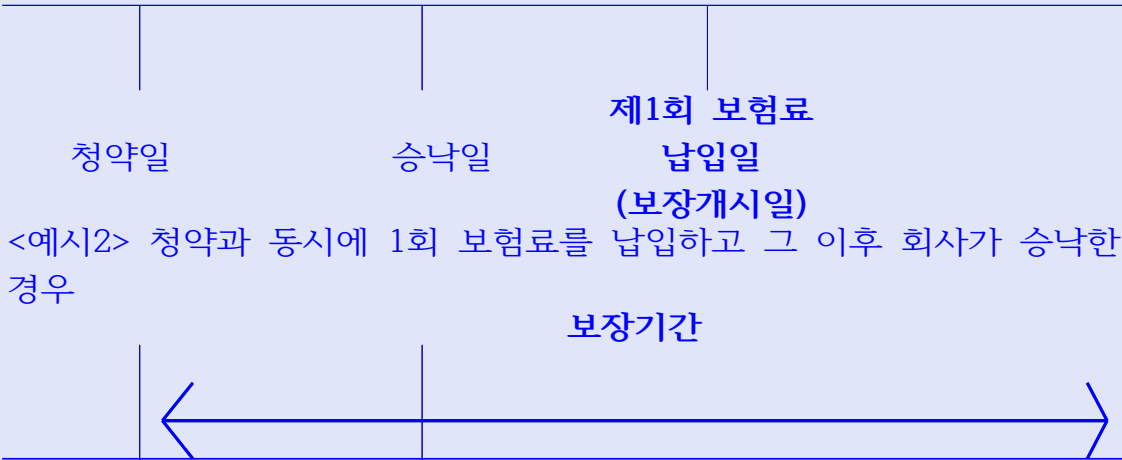 제1회 보험료
청약일 승낙일 납입일
(보장개시일)
<예시2> 청약과 동시에 1회 보험료를 납입하고 그 이후 회사가 승낙한
경우
보장기간